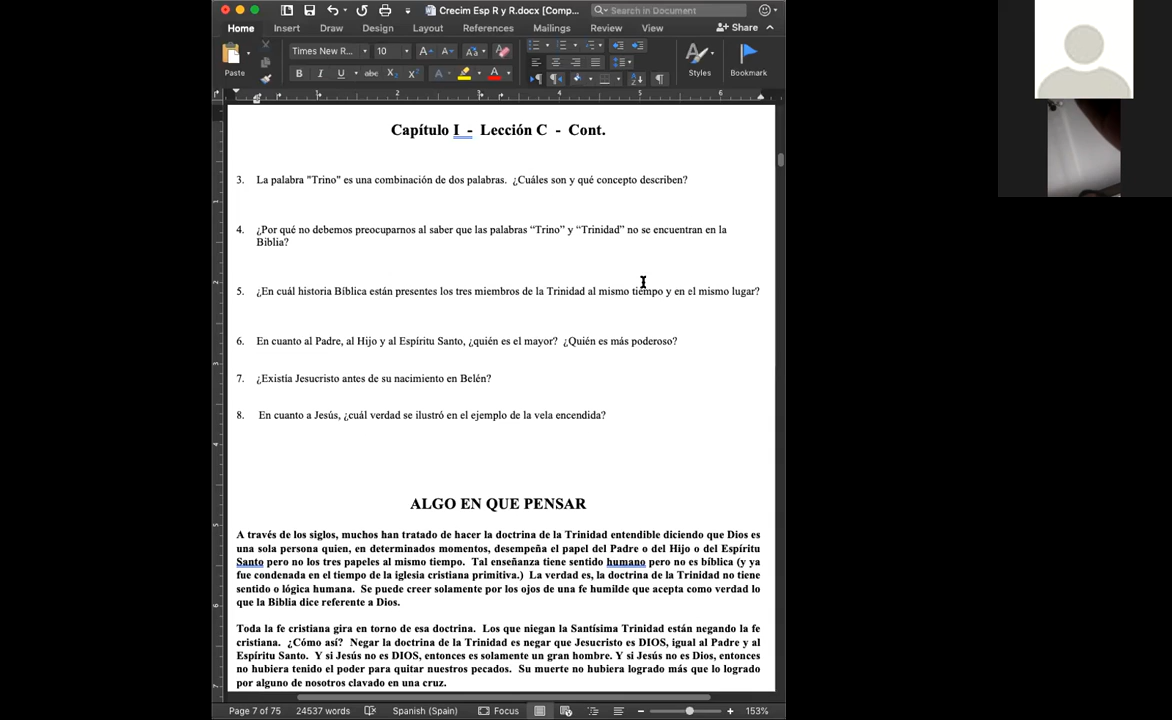 Crecim Esp R y R.docx [Comp...
Search in Document
Home Insert Draw Design Layout References Mailings Review View Share
Paste
Times New R... 10
Styles
Bookmark
1 2 3 4 5 6
Capítulo I - Lección C - Cont.
3. La palabra "Trino" es una combinación de dos palabras. ¿Cuáles son y qué concepto describen?
4. ¿Por qué no debemos preocuparnos al saber que las palabras “Trino” y “Trinidad” no se encuentran en la
Biblia?
5. ¿En cuál historia Bíblica están presentes los tres miembros de la Trinidad al mismo tiempo y en el mismo lugar?
6. En cuanto al Padre, al Hijo y al Espíritu Santo, ¿quién es el mayor? ¿Quién es más poderoso?
7. ¿Existía Jesucristo antes de su nacimiento en Belén?
8. En cuanto a Jesús, ¿cuál verdad se ilustró en el ejemplo de la vela encendida?
ALGO EN QUE PENSAR
A través de los siglos, muchos han tratado de hacer la doctrina de la Trinidad entendible diciendo que Dios es
una sola persona quien, en determinados momentos, desempeña el papel del Padre o del Hijo o del Espíritu
Santo pero no los tres papeles al mismo tiempo. Tal enseñanza tiene sentido humano pero no es bíblica (y ya
fue condenada en el tiempo de la iglesia cristiana primitiva.) La verdad es, la doctrina de la Trinidad no tiene
sentido o lógica humana. Se puede creer solamente por los ojos de una fe humilde que acepta como verdad lo
que la Biblia dice referente a Dios.
Toda la fe cristiana gira en torno de esa doctrina. Los que niegan la Santísima Trinidad están negando la fe
cristiana. ¿Cómo así? Negar la doctrina de la Trinidad es negar que Jesucristo es DIOS, igual al Padre y al
Espíritu Santo. Y si Jesús no es DIOS, entonces es solamente un gran hombre. Y si Jesús no es Dios, entonces
no hubiera tenido el poder para quitar nuestros pecados. Su muerte no hubiera logrado más que lo logrado
por alguno de nosotros clavado en una cruz.
Page 7 of 75 24537 words Spanish (Spain) Focus 153%